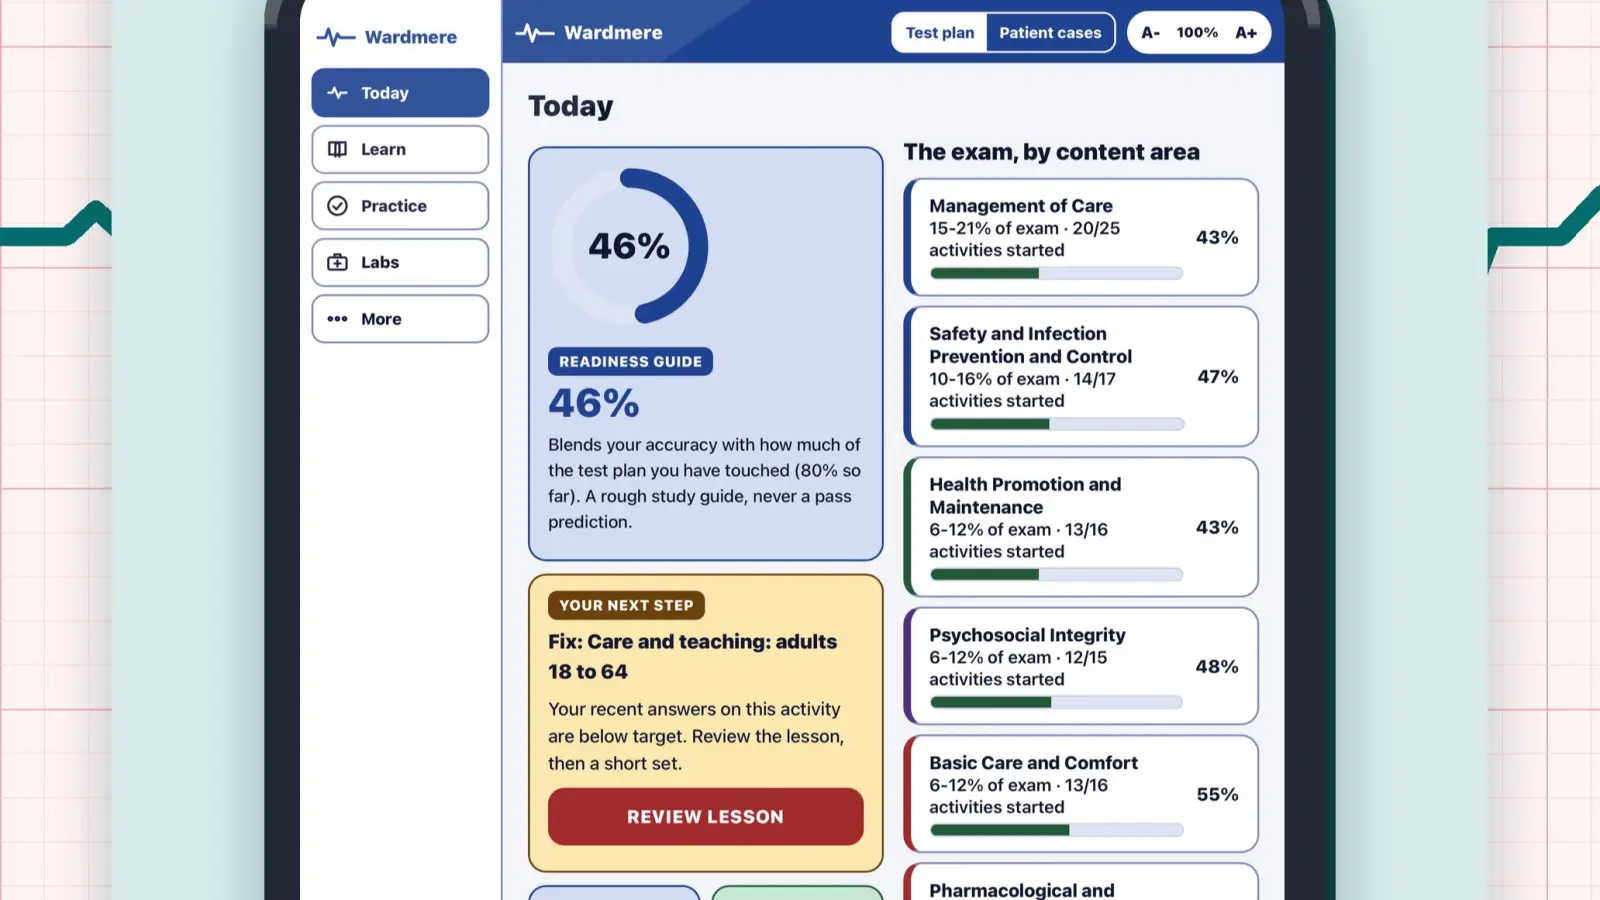 Wardmere
Today
Learn
Practice
Labs
More
Wardmere
Test plan
Patient cases
A-
100%
A+
Today
46%
READINESS GUIDE
46%
Blends your accuracy with how much of
the test plan you have touched (80% so
far). A rough study guide, never a pass
prediction.
YOUR NEXT STEP
Fix: Care and teaching: adults
18 to 64
Your recent answers on this activity
are below target. Review the lesson,
then a short set.
REVIEW LESSON
The exam, by content area
Management of Care
15-21% of exam · 20/25
activities started
43%
Safety and Infection
Prevention and Control
10-16% of exam · 14/17
activities started
47%
Health Promotion and
Maintenance
6-12% of exam · 13/16
activities started
43%
Psychosocial Integrity
6-12% of exam · 12/15
activities started
48%
Basic Care and Comfort
6-12% of exam · 13/16
activities started
55%
Pharmacological and